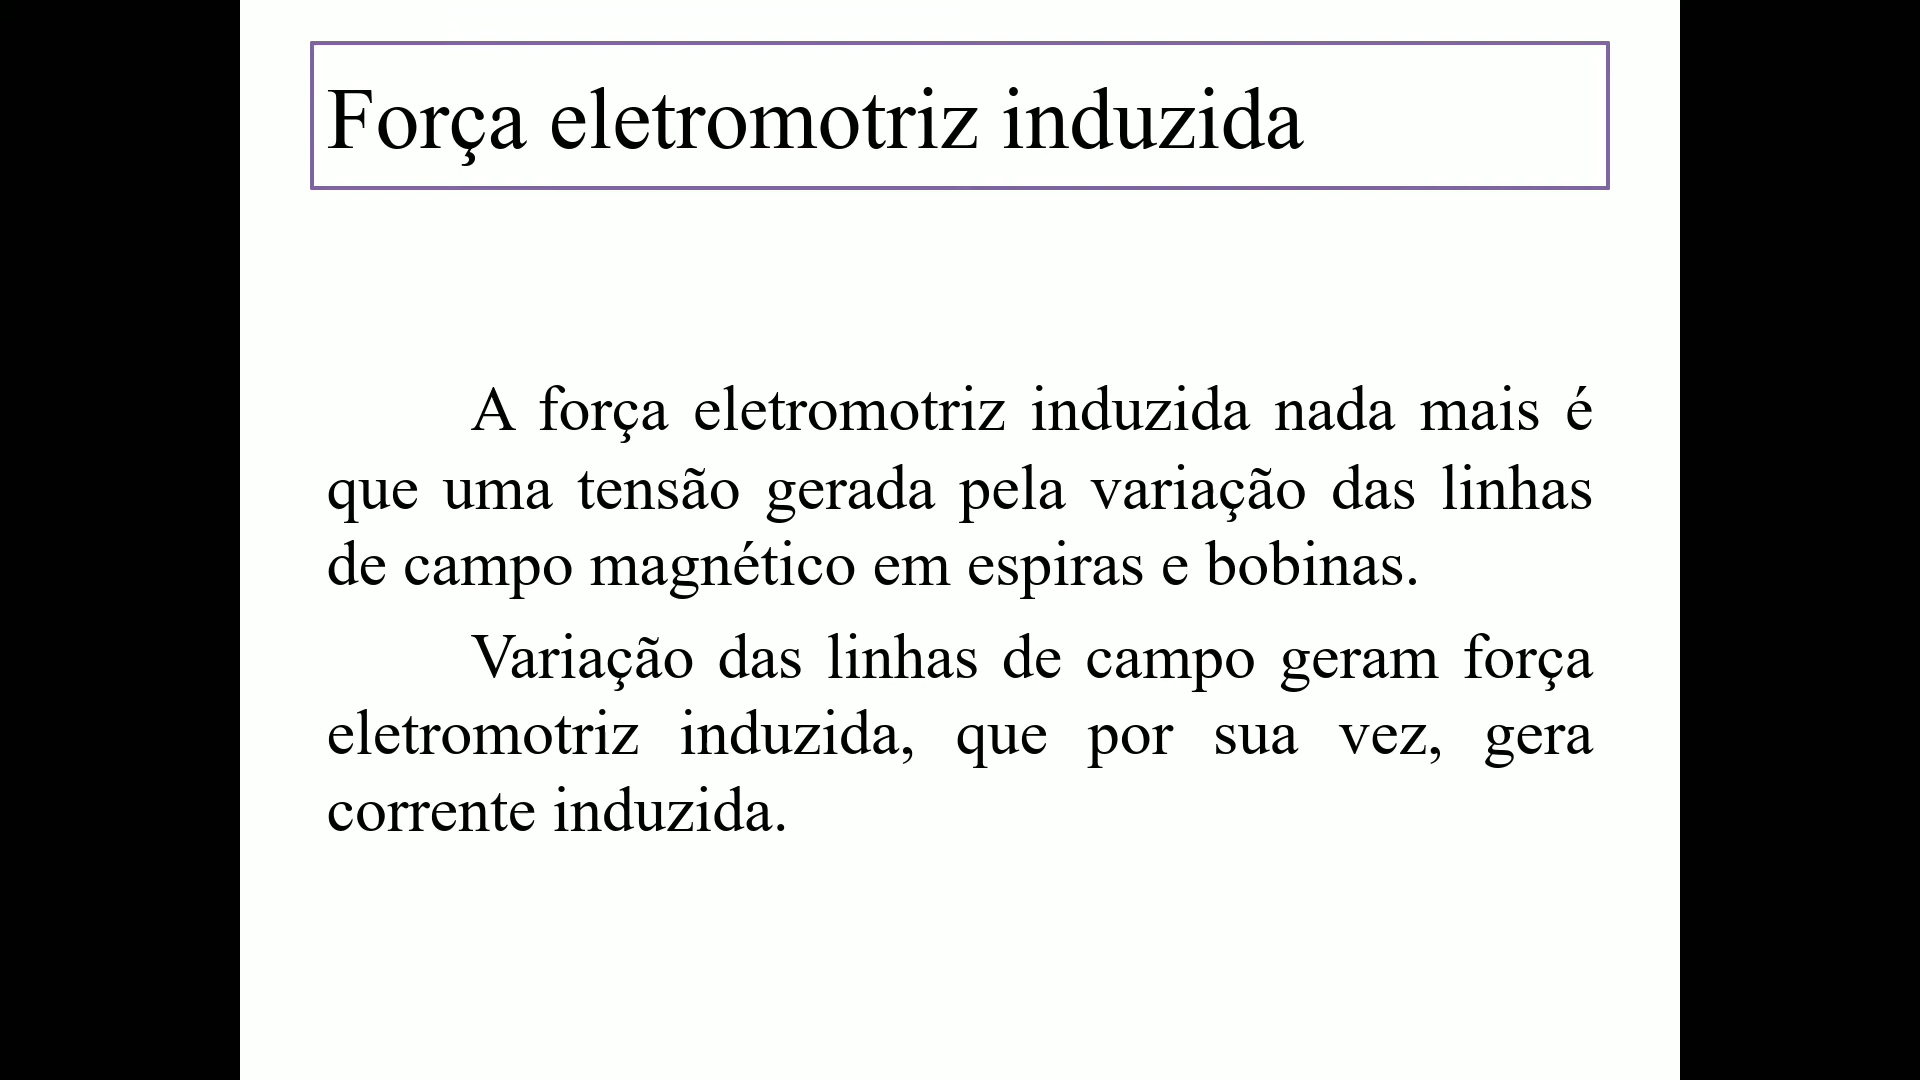 Força eletromotriz induzida
A força eletromotriz induzida nada mais é
que uma tensão gerada pela variação das linhas
de campo magnético em espiras e bobinas.
Variação das linhas de campo geram força
eletromotriz induzida, que por sua vez, gera
corrente induzida.